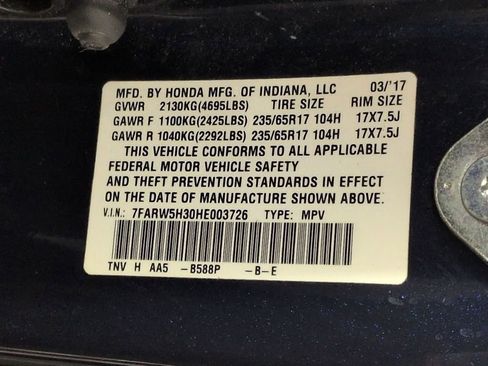 MFD. BY HONDA MFG. OF INDIANA, LLC 03/'17
GVWR 2130KG(4695LBS) TIRE SIZE RIM SIZE
GAWR F 1100KG(2425LBS) 235/65R17 104H 17X7.5J
GAWR R 1040KG(2292LBS) 235/65R17 104H 17X7.5J
THIS VEHICLE CONFORMS TO ALL APPLICABLE
FEDERAL MOTOR VEHICLE SAFETY
AND THEFT PREVENTION STANDARDS IN EFFECT
ON THE DATE OF MANUFACTURE SHOWN ABOVE.
V.I.N.: 7FARW5H30HE003726 TYPE: MPV
TNV H AA5 -B588P -B-E